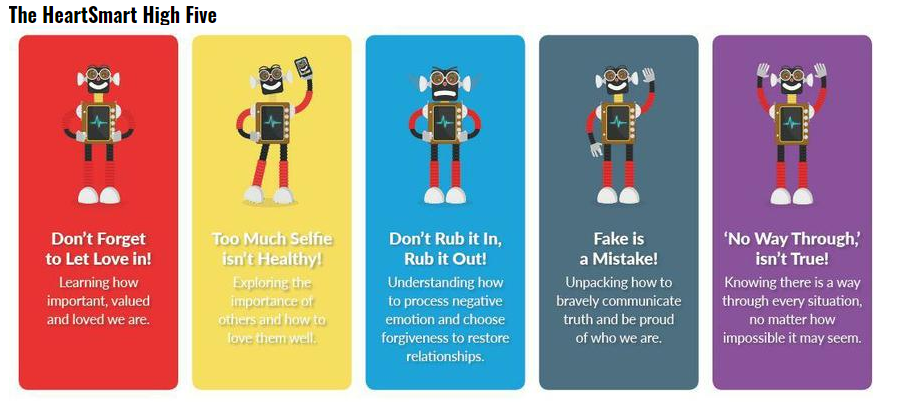 The HeartSmart High Five
Don't Forget
to Let Love in!
Learning how
important, valued
and loved we are.
Too Much Selfie
isn't Healthy!
Exploring the
importance of
others and how to
love them well.
Don't Rub it In,
Rub it Out!
Understanding how
to process negative
emotion and choose
forgiveness to restore
relationships.
Fake is
a Mistake!
Unpacking how to
bravely communicate
truth and be proud
of who we are.
'No Way Through,'
isn't True!
Knowing there is a way
through every situation,
no matter how
impossible it may seem.